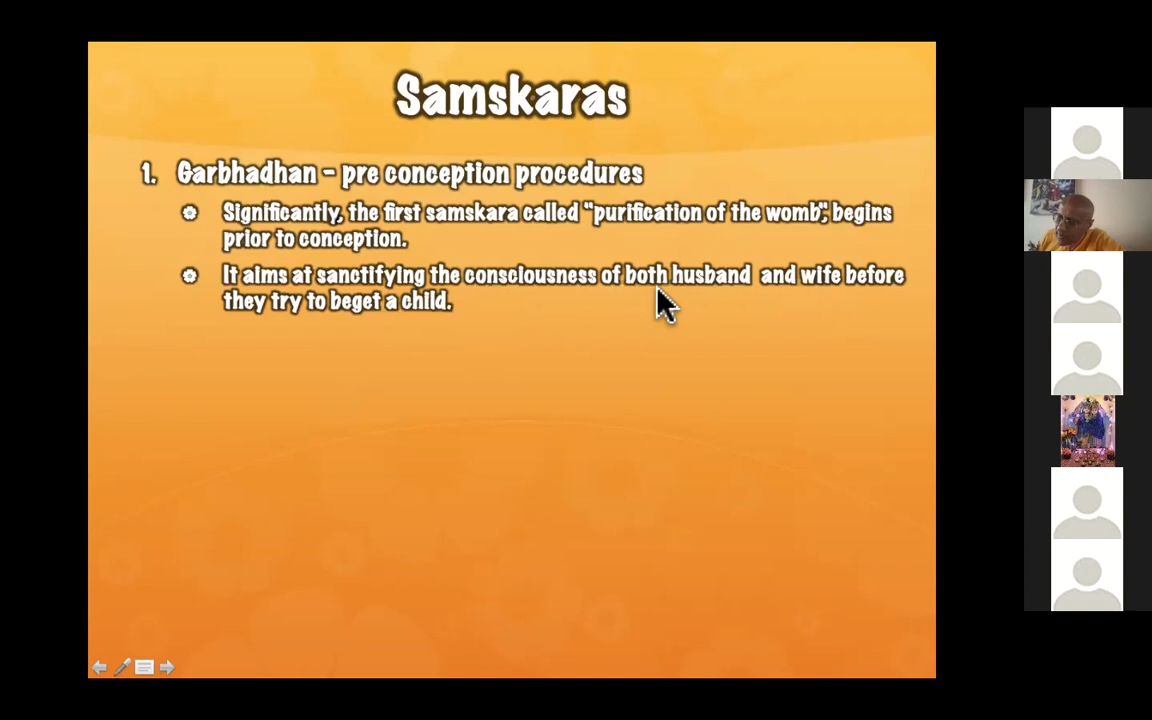 Samskaras
1. Garbhadhan - pre conception procedures
Significantly, the first samskara called "purification of the womb", begins
prior to conception.
It aims at sanctifying the consciousness of both husband and wife before
they try to beget a child.